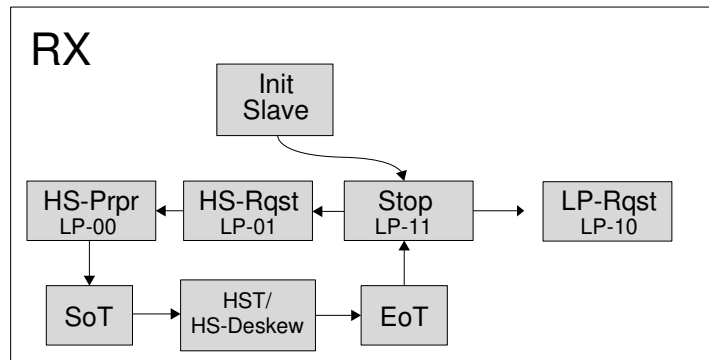 RX
Init
Slave
HS-Prpr
LP-00
HS-Rqst
LP-01
Stop
LP-11
LP-Rqst
LP-10
SoT
HST/
HS-Deskew
EoT